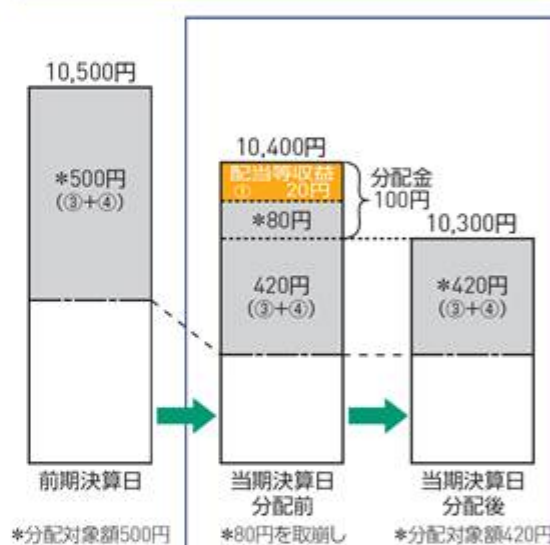 10,500円
*500円
(③+④)
前期決算日
*分配対象額500円
10,400円
配当等収益
① 20円
*80円
420円
(③+④)
分配金
100円
当期決算日
分配前
*80円を取崩し
10,300円
*420円
(③+④)
当期決算日
分配後
*分配対象額420円